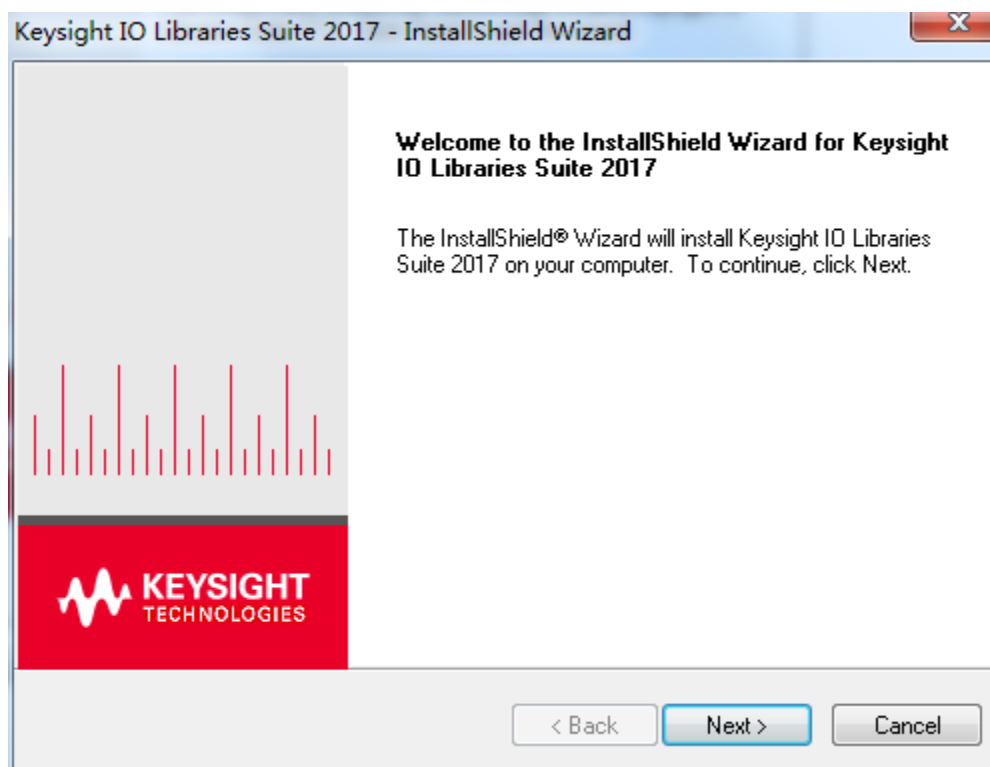 Keysight IO Libraries Suite 2017 - InstallShield Wizard
X
Welcome to the InstallShield Wizard for Keysight
IO Libraries Suite 2017
The InstallShield® Wizard will install Keysight IO Libraries
Suite 2017 on your computer.  To continue, click Next.
KEYSIGHT
TECHNOLOGIES
< Back
Next >
Cancel